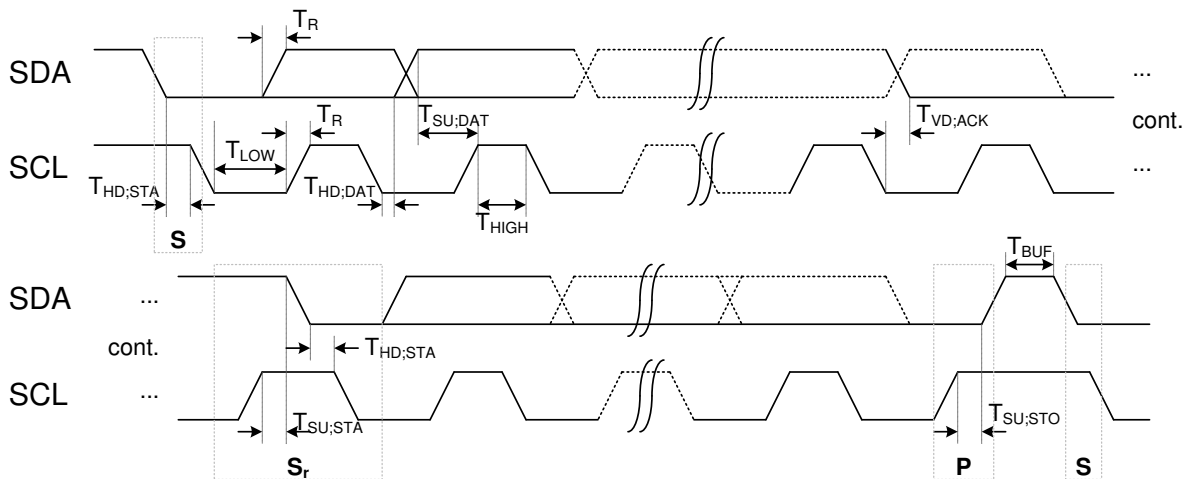 T_R
SDA
...
T_SU;DAT
T_VD;ACK
T_R
cont.
T_LOW
SCL
...
T_HD;STA
T_HD;DAT
T_HIGH
S
T_BUF
SDA
...
cont.
T_HD;STA
SCL
...
T_SU;STA
T_SU;STO
S_r
P
S